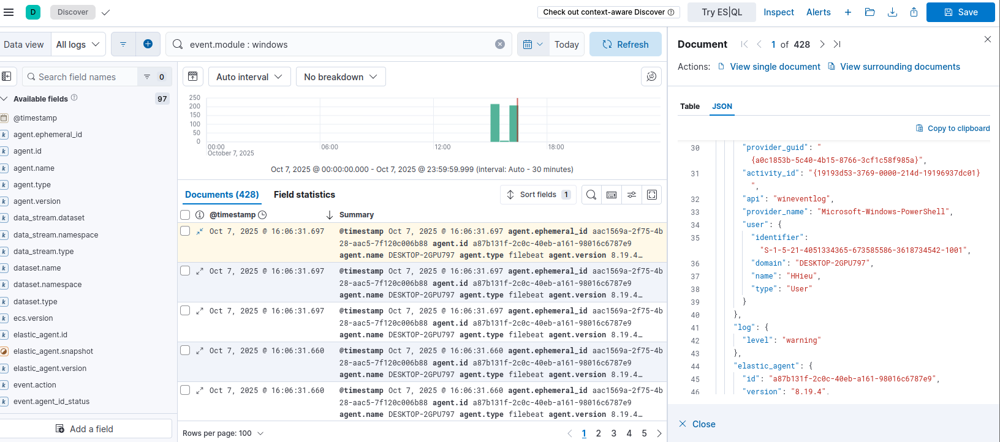 D Discover Check out context-aware Discover Try ES|QL Inspect Alerts Save
Data view All logs event.module : windows Today Refresh
Search field names 0
Available fields 97
@timestamp
k agent.ephemeral_id
k agent.id
k agent.name
k agent.type
k agent.version
k data_stream.dataset
k data_stream.namespace
k data_stream.type
k dataset.name
k dataset.namespace
k dataset.type
k ecs.version
k elastic_agent.id
elastic_agent.snapshot
k elastic_agent.version
k event.action
k event.agent_id_status
Add a field
Auto interval No breakdown
250
200
150
100
50
0
00:00 06:00 12:00 18:00
October 7, 2025
Oct 7, 2025 @ 00:00:00.000 - Oct 7, 2025 @ 23:59:59.999 (interval: Auto - 30 minutes)
Documents (428) Field statistics Sort fields 1
@timestamp Summary
Oct 7, 2025 @ 16:06:31.697 @timestamp Oct 7, 2025 @ 16:06:31.697 agent.ephemeral_id aac1569a-2f75-4b
28-aac5-7f120c006b88 agent.id a87b131f-2c0c-40eb-a161-98016c6787e9
agent.name DESKTOP-2GPU797 agent.type filebeat agent.version 8.19.4…
Oct 7, 2025 @ 16:06:31.697 @timestamp Oct 7, 2025 @ 16:06:31.697 agent.ephemeral_id aac1569a-2f75-4b
28-aac5-7f120c006b88 agent.id a87b131f-2c0c-40eb-a161-98016c6787e9
agent.name DESKTOP-2GPU797 agent.type filebeat agent.version 8.19.4…
Oct 7, 2025 @ 16:06:31.697 @timestamp Oct 7, 2025 @ 16:06:31.697 agent.ephemeral_id aac1569a-2f75-4b
28-aac5-7f120c006b88 agent.id a87b131f-2c0c-40eb-a161-98016c6787e9
agent.name DESKTOP-2GPU797 agent.type filebeat agent.version 8.19.4…
Oct 7, 2025 @ 16:06:31.660 @timestamp Oct 7, 2025 @ 16:06:31.660 agent.ephemeral_id aac1569a-2f75-4b
28-aac5-7f120c006b88 agent.id a87b131f-2c0c-40eb-a161-98016c6787e9
agent.name DESKTOP-2GPU797 agent.type filebeat agent.version 8.19.4…
Oct 7, 2025 @ 16:06:31.660 @timestamp Oct 7, 2025 @ 16:06:31.660 agent.ephemeral_id aac1569a-2f75-4b
28-aac5-7f120c006b88 agent.id a87b131f-2c0c-40eb-a161-98016c6787e9
agent.name DESKTOP-2GPU797 agent.type filebeat agent.version 8.19.4…
Rows per page: 100 1 2 3 4 5
Document 1 of 428
Actions: View single document View surrounding documents
Table JSON
Copy to clipboard
30 "provider_guid": "
{a0c1853b-5c40-4b15-8766-3cf1c58f985a}",
31 "activity_id": "{19193d53-3769-0000-214d-19196937dc01}
",
32 "api": "wineventlog",
33 "provider_name": "Microsoft-Windows-PowerShell",
34 "user": {
35 "identifier":
"S-1-5-21-4051334365-673585586-3618734542-1001",
36 "domain": "DESKTOP-2GPU797",
37 "name": "HHieu",
38 "type": "User"
39 }
40 },
41 "log": {
42 "level": "warning"
43 },
44 "elastic_agent": {
45 "id": "a87b131f-2c0c-40eb-a161-98016c6787e9",
46 "version": "8.19.4",
Close